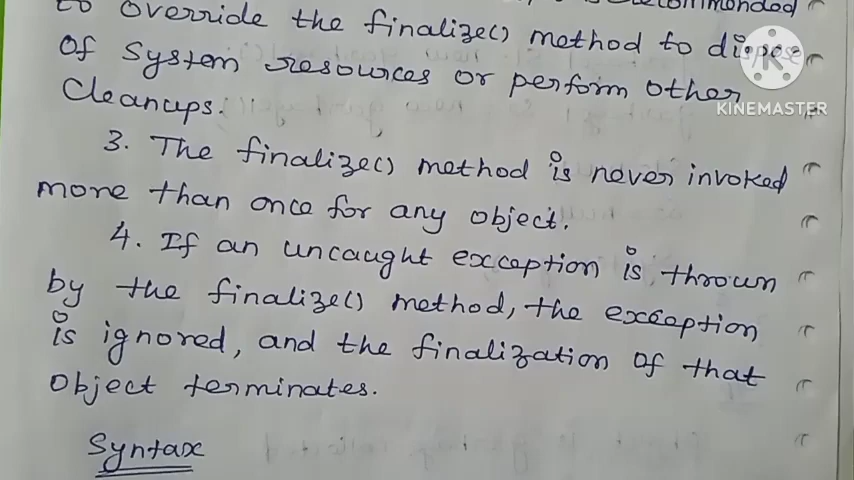 to override the finalize() method to dispose
of system resources or perform other
cleanups.
3. The finalize() method is never invoked
more than once for any object.
4. If an uncaught exception is thrown
by the finalize() method, the exception
is ignored, and the finalization of that
object terminates.
Syntax
KINEMASTER